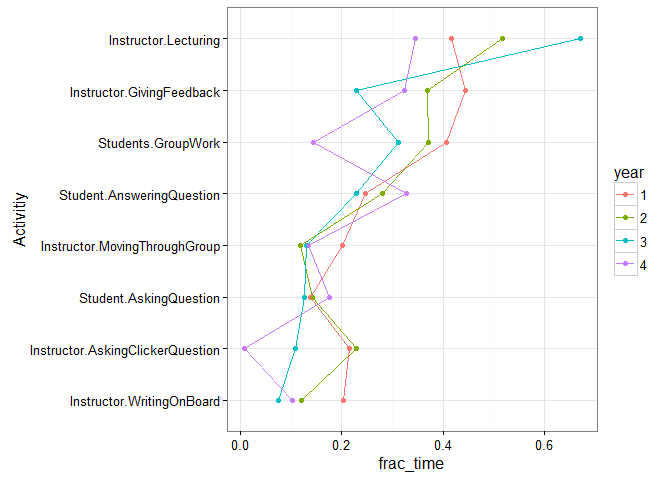 Instructor.Lecturing
Instructor.GivingFeedback
Students.GroupWork
Student.AnsweringQuestion
Instructor.MovingThroughGroup
Student.AskingQuestion
Instructor.AskingClickerQuestion
Instructor.WritingOnBoard
Activitiy
0.0 0.2 0.4 0.6
frac_time
year
1
2
3
4